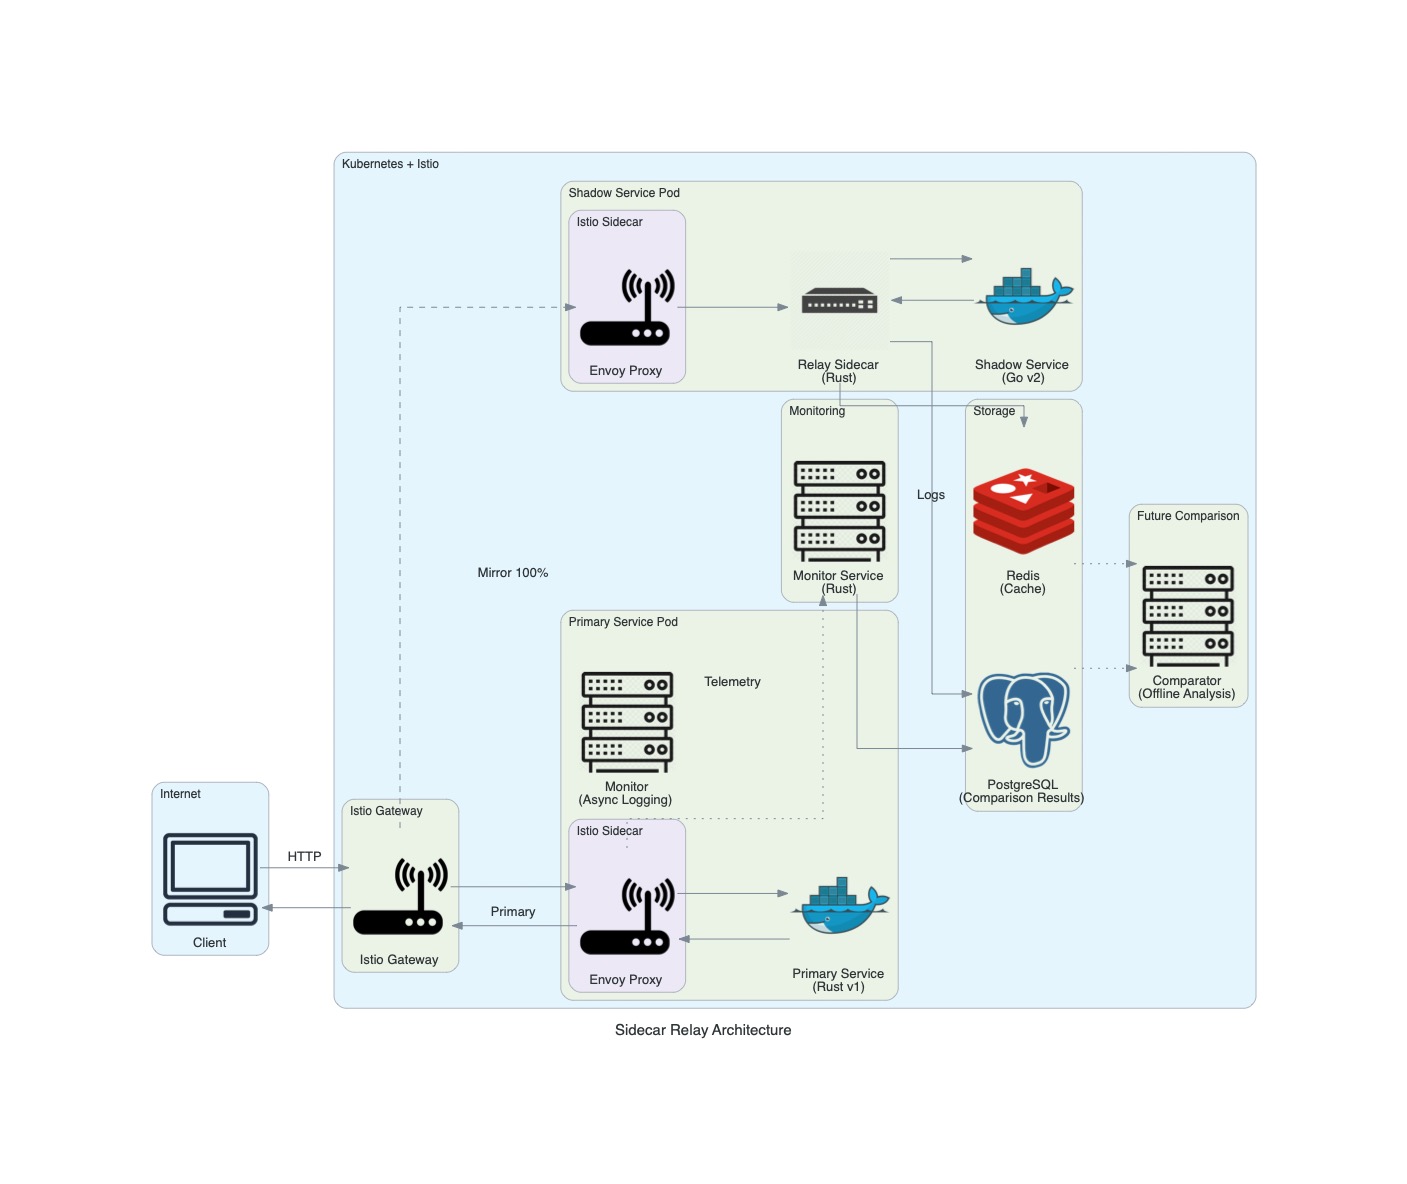 Kubernetes + Istio
Shadow Service Pod
Istio Sidecar
Envoy Proxy
Relay Sidecar
(Rust)
Shadow Service
(Go v2)
Monitoring
Monitor Service
(Rust)
Logs
Storage
Redis
(Cache)
PostgreSQL
(Comparison Results)
Future Comparison
Comparator
(Offline Analysis)
Mirror 100%
Primary Service Pod
Telemetry
Monitor
(Async Logging)
Istio Sidecar
Envoy Proxy
Primary Service
(Rust v1)
Internet
Client
HTTP
Istio Gateway
Istio Gateway
Primary
Sidecar Relay Architecture